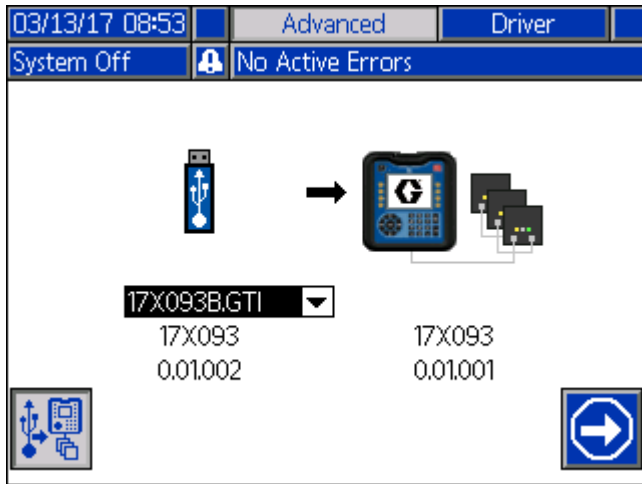 03/13/17 08:53 Advanced Driver
System Off No Active Errors
17X093B.GTI
17X093 17X093
0.01.002 0.01.001